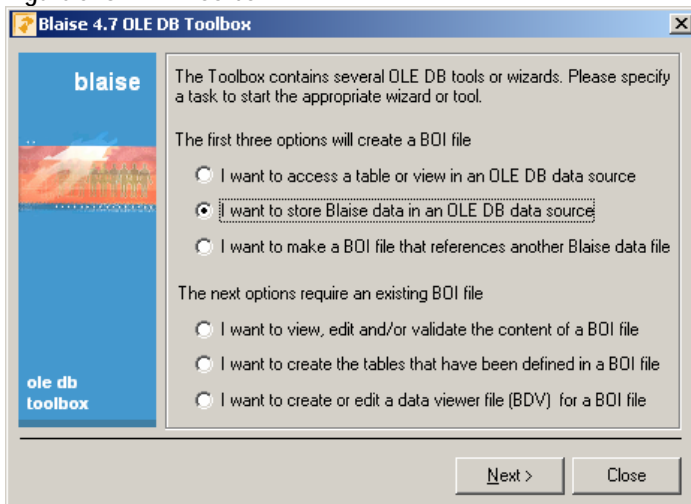 Blaise 4.7 OLE DB Toolbox
blaise
The Toolbox contains several OLE DB tools or wizards. Please specify
a task to start the appropriate wizard or tool.
The first three options will create a BOI file
I want to access a table or view in an OLE DB data source
I want to store Blaise data in an OLE DB data source
I want to make a BOI file that references another Blaise data file
The next options require an existing BOI file
I want to view, edit and/or validate the content of a BOI file
I want to create the tables that have been defined in a BOI file
I want to create or edit a data viewer file (BDV) for a BOI file
ole db
toolbox
Next >
Close